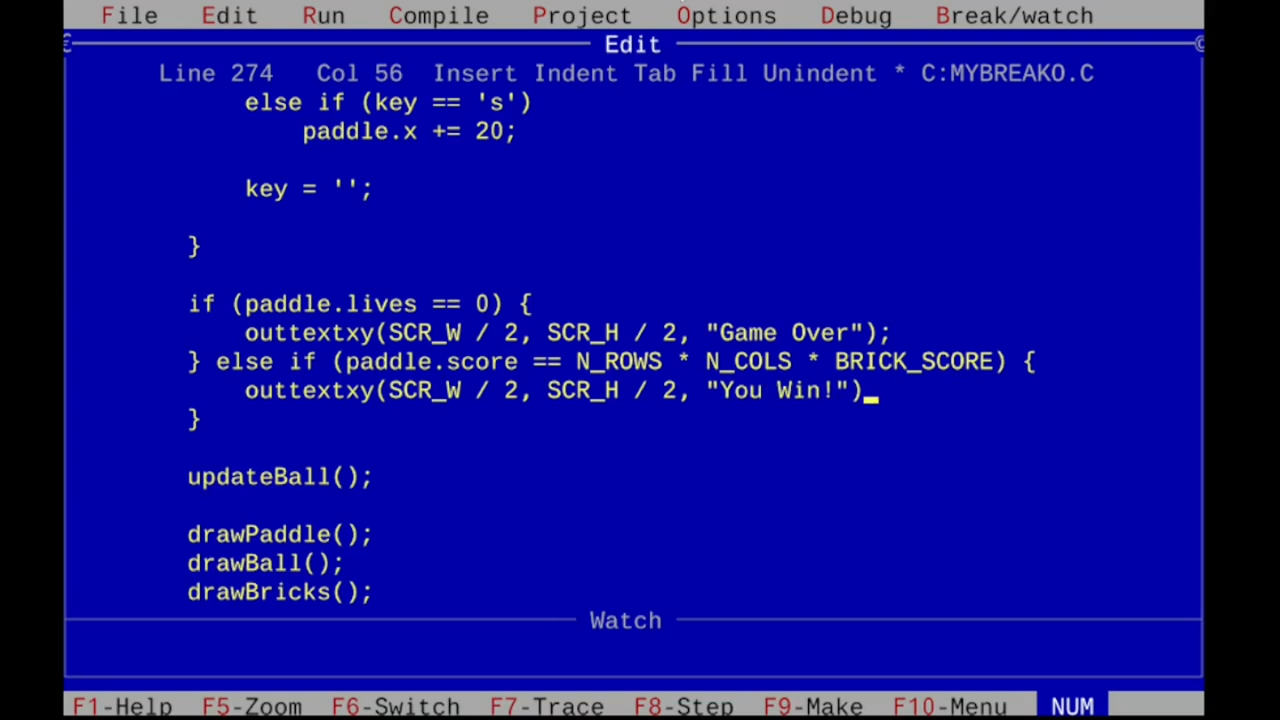 File Edit Run Compile Project Options Debug Break/watch
Edit
Line 274 Col 56 Insert Indent Tab Fill Unindent * C:MYBREAKO.C
else if (key == 's')
paddle.x += 20;
key = '';
}
if (paddle.lives == 0) {
outtextxy(SCR_W / 2, SCR_H / 2, "Game Over");
} else if (paddle.score == N_ROWS * N_COLS * BRICK_SCORE) {
outtextxy(SCR_W / 2, SCR_H / 2, "You Win!")
}
updateBall();
drawPaddle();
drawBall();
drawBricks();
Watch
F1-Help F5-Zoom F6-Switch F7-Trace F8-Step F9-Make F10-Menu NUM